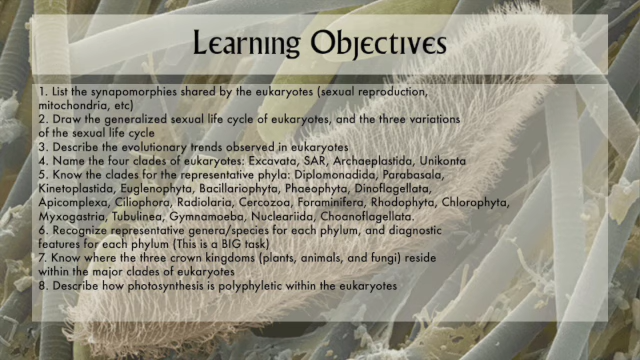 Learning Objectives
1. List the synapomorphies shared by the eukaryotes (sexual reproduction,
mitochondria, etc)
2. Draw the generalized sexual life cycle of eukaryotes, and the three variations
of the sexual life cycle
3. Describe the evolutionary trends observed in eukaryotes
4. Name the four clades of eukaryotes: Excavata, SAR, Archaeplastida, Unikonta
5. Know the clades for the representative phyla: Diplomonadida, Parabasala,
Kinetoplastida, Euglenophyta, Bacillariophyta, Phaeophyta, Dinoflagellata,
Apicomplexa, Ciliophora, Radiolaria, Cercozoa, Foraminifera, Rhodophyta, Chlorophyta,
Myxogastria, Tubulinea, Gymnamoeba, Nucleariida, Choanoflagellata.
6. Recognize representative genera/species for each phylum, and diagnostic
features for each phylum (This is a BIG task)
7. Know where the three crown kingdoms (plants, animals, and fungi) reside
within the major clades of eukaryotes
8. Describe how photosynthesis is polyphyletic within the eukaryotes